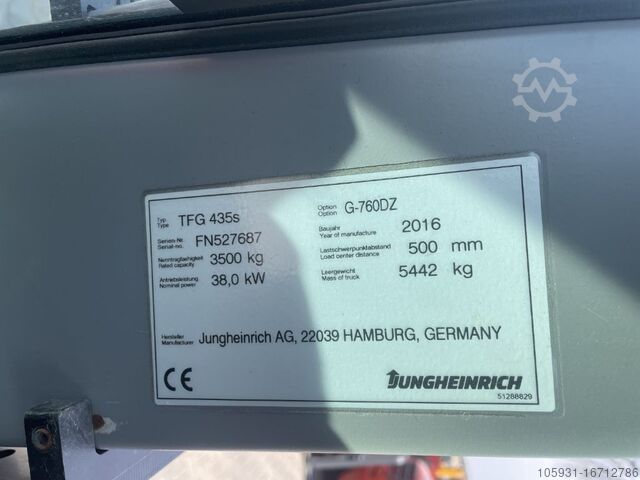 Typ
Type TFG 435s
Option
Option G-760DZ
Serien-Nr.
Serial-no. FN527687
Baujahr
Year of manufacture 2016
Nenntragfaehigkeit
Rated capacity 3500 kg
Lastschwerpunktabstand
Load center distance 500 mm
Antriebsleistung
Nominal power 38,0 kW
Leergewicht
Mass of truck 5442 kg
Hersteller
Manufacturer Jungheinrich AG, 22039 HAMBURG, GERMANY
CE
JUNGHEINRICH
51288829
105931-16712786